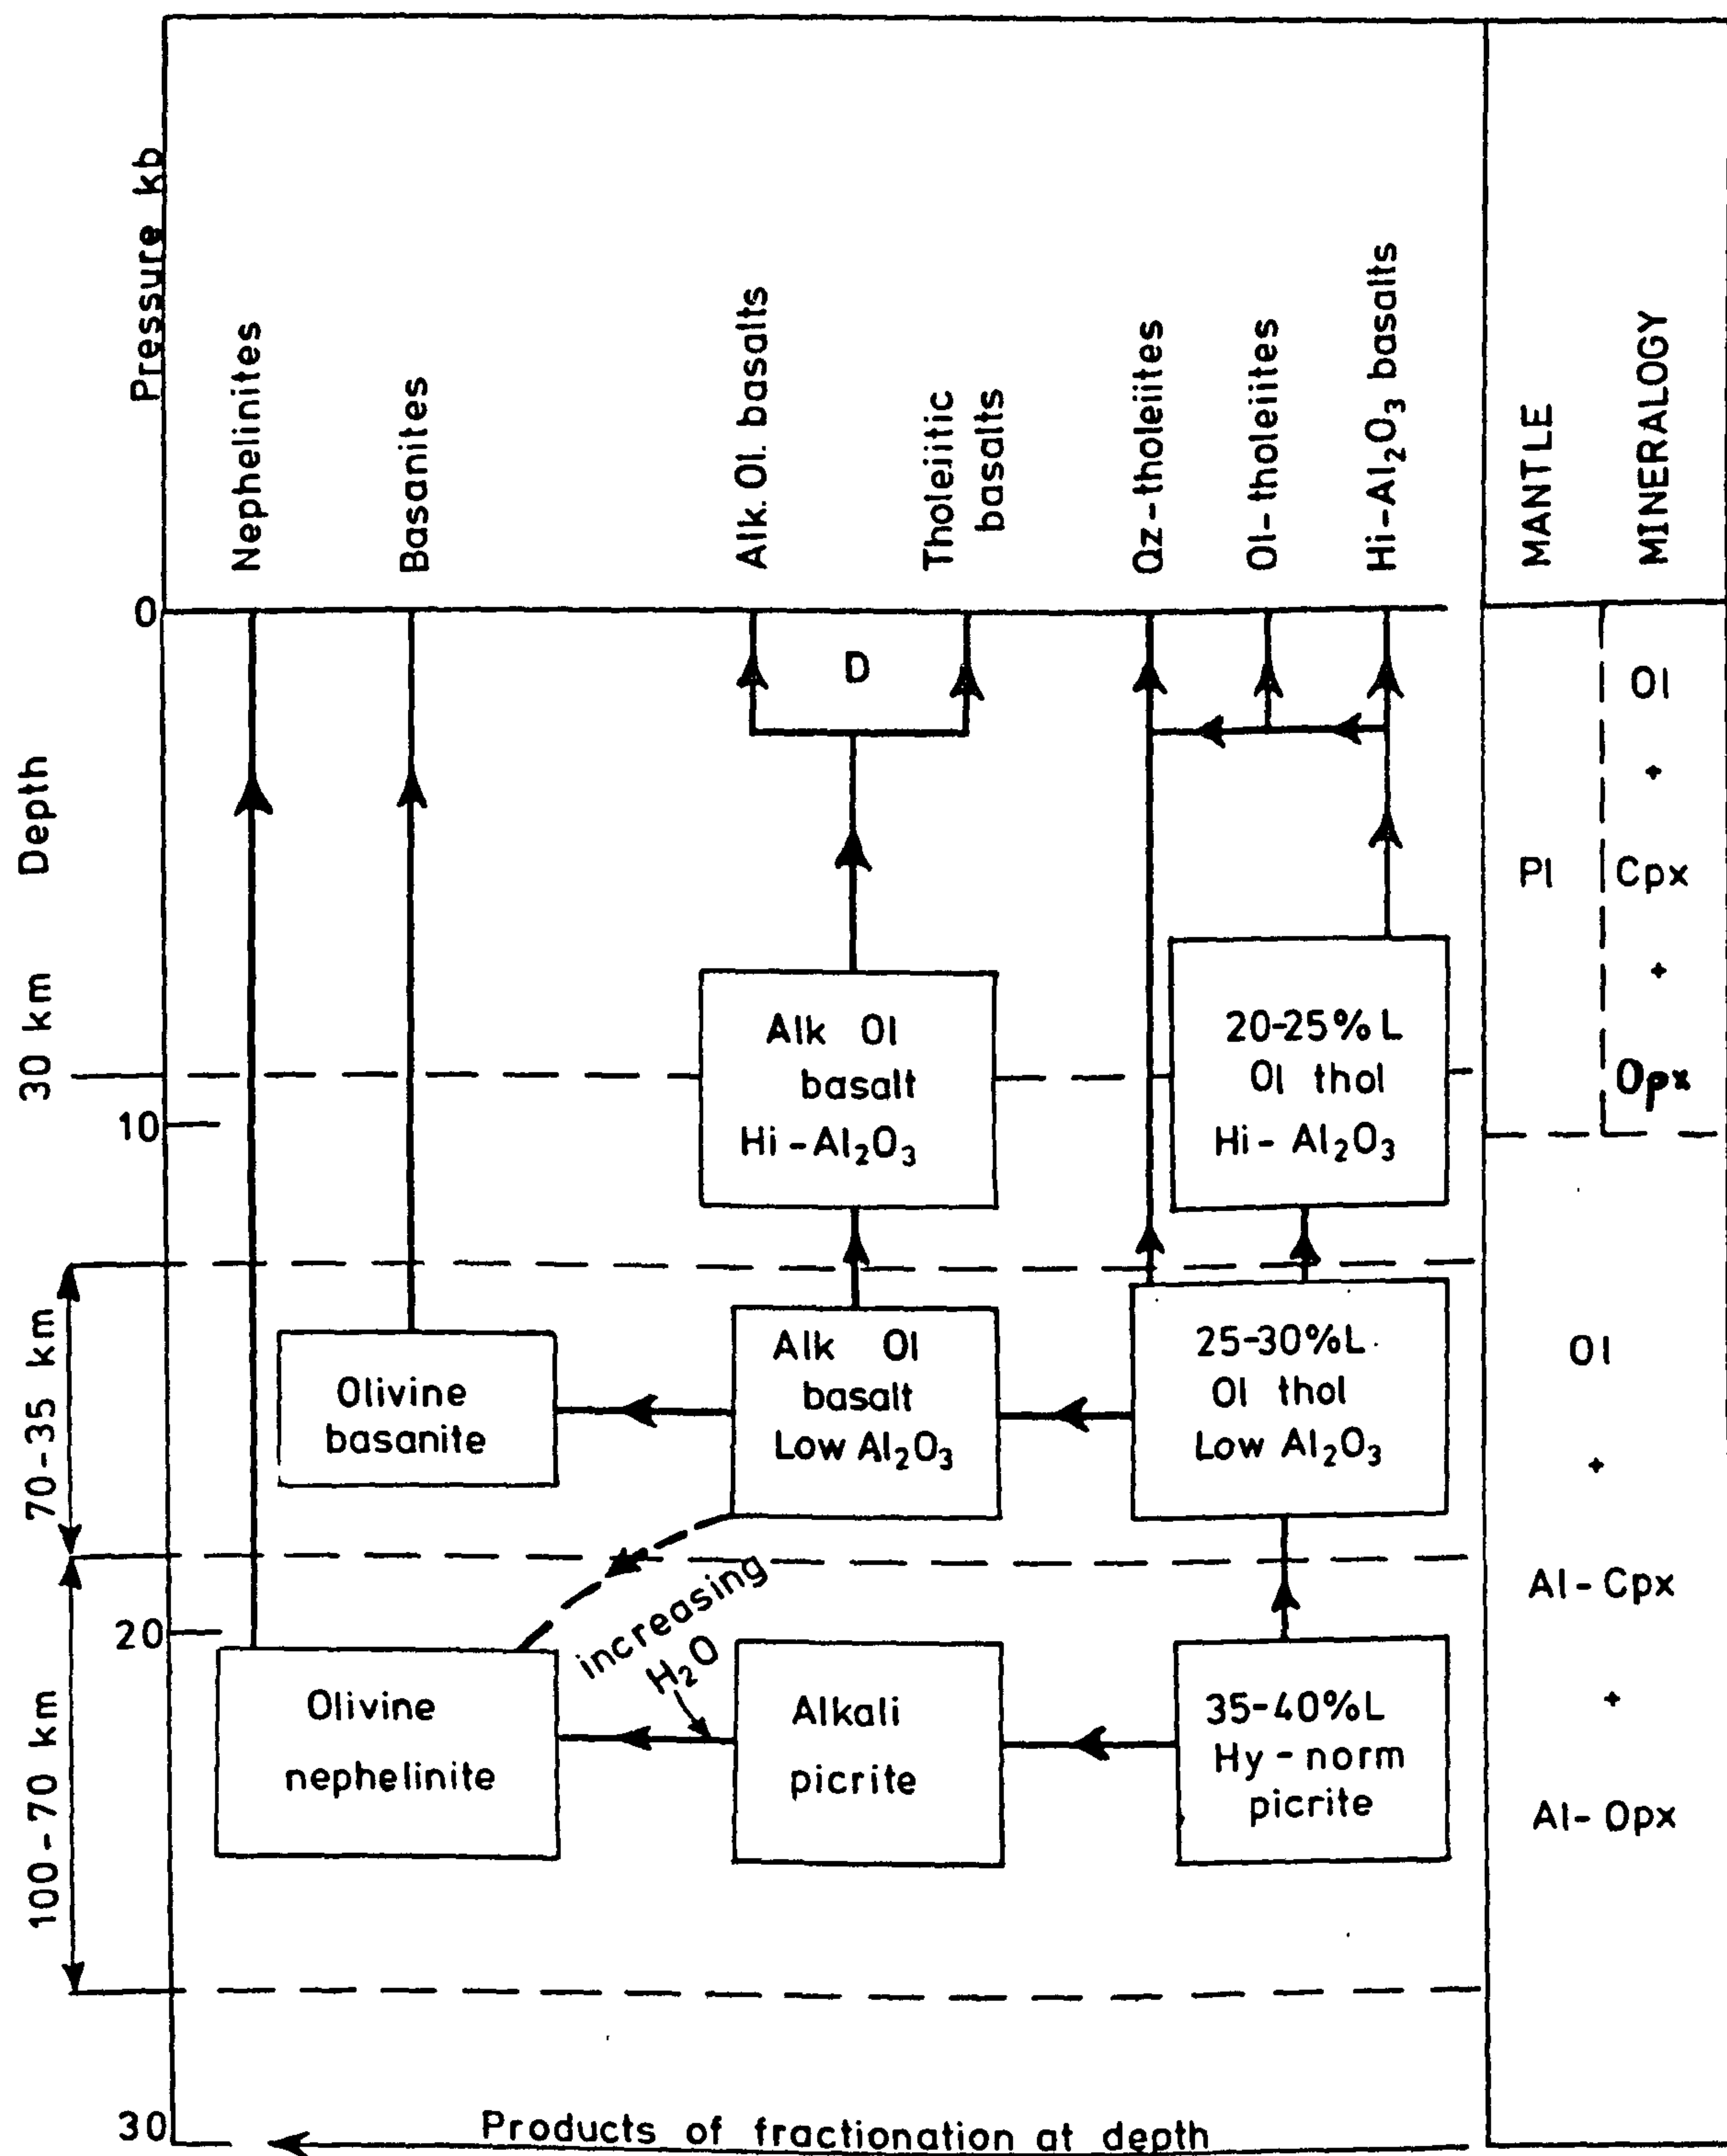 Pressure kb
Nephelinites
Basanites
Alk. Ol. basalts
Tholeiitic
basalts
Qz-tholeiites
Ol-tholeiites
Hi-Al₂O₃ basalts
MANTLE
MINERALOGY
0
10
20
30
Depth
30 km
70-35 km
100-70 km
D
Alk Ol
basalt
Hi-Al₂O₃
20-25% L
Ol thol
Hi-Al₂O₃
Olivine
basanite
Alk Ol
basalt
Low Al₂O₃
25-30%L
Ol thol
Low Al₂O₃
increasing
H₂O
Olivine
nephelinite
Alkali
picrite
35-40%L
Hy-norm
picrite
Pl
Ol
+
Cpx
+
Opx
Ol
+
Al-Cpx
+
Al-Opx
Products of fractionation at depth